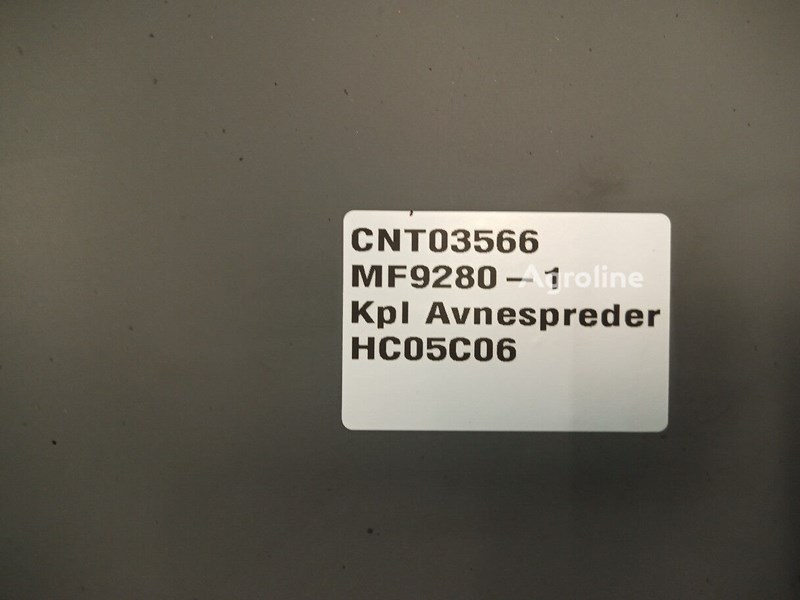 CNT03566
MF9280 - 1
Agroline
Kpl Avnespreder
HC05C06